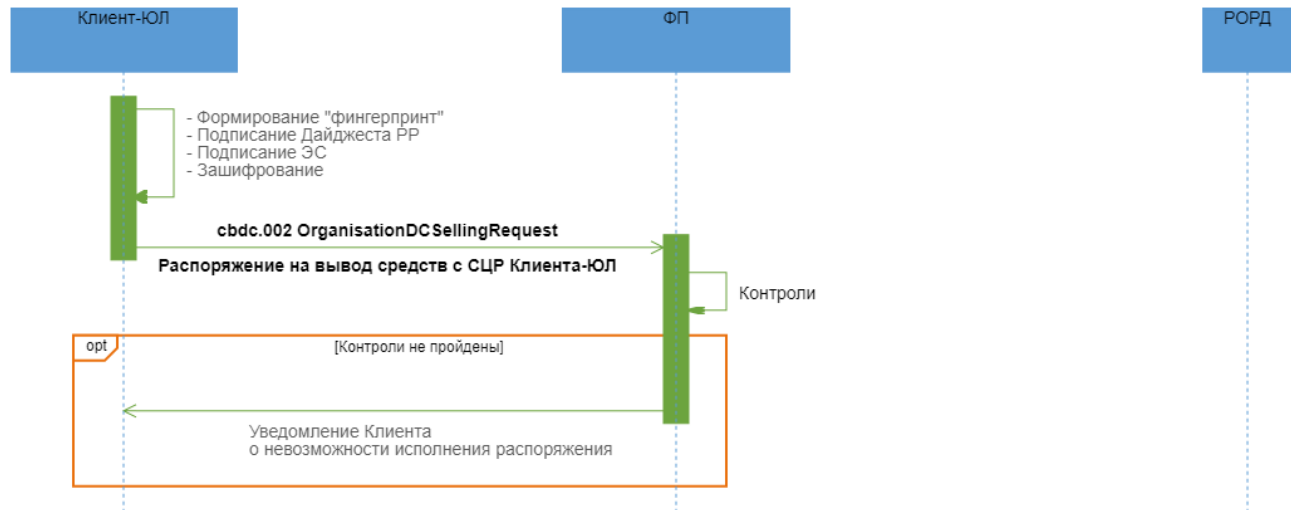 Клиент-ЮЛ
ФП
РОРД
- Формирование "фингерпринт"
- Подписание Дайджеста РР
- Подписание ЭС
- Зашифрование
cbdc.002 OrganisationDCSellingRequest
Распоряжение на вывод средств с СЦР Клиента-ЮЛ
Контроли
opt
[Контроли не пройдены]
Уведомление Клиента
о невозможности исполнения распоряжения